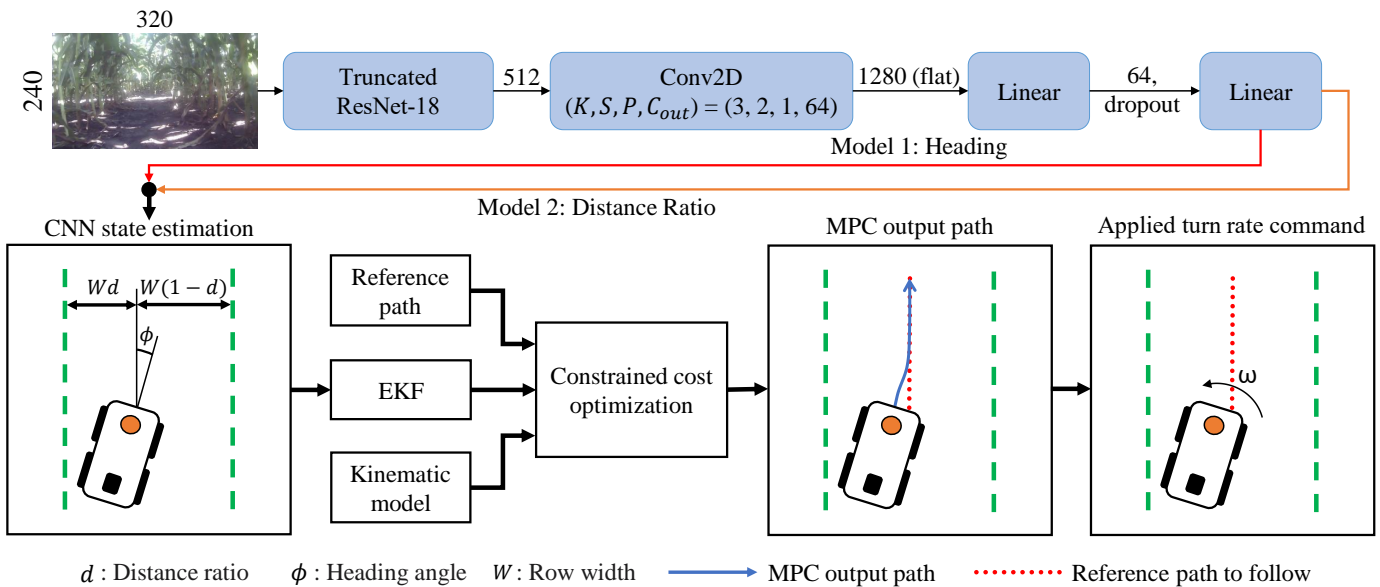 320
240
Truncated
ResNet-18
512
Conv2D
(K, S, P, C_out) = (3, 2, 1, 64)
1280 (flat)
Linear
64,
dropout
Linear
Model 1: Heading
Model 2: Distance Ratio
CNN state estimation
Wd
W(1 − d)
ϕ
Reference
path
EKF
Kinematic
model
Constrained cost
optimization
MPC output path
Applied turn rate command
ω
d : Distance ratio
ϕ : Heading angle
W : Row width
MPC output path
Reference path to follow